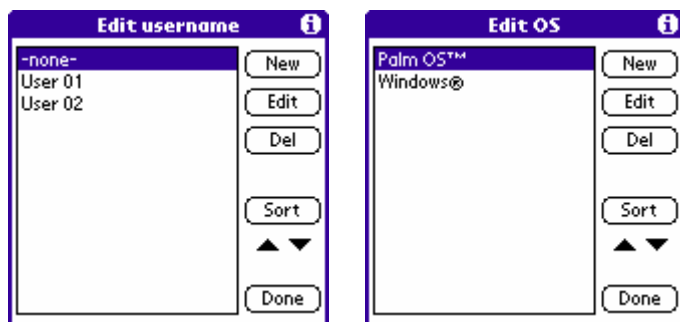 Edit username
-none-
User 01
User 02
New
Edit
Del
Sort
Done
Edit OS
Palm OS™
Windows®
New
Edit
Del
Sort
Done